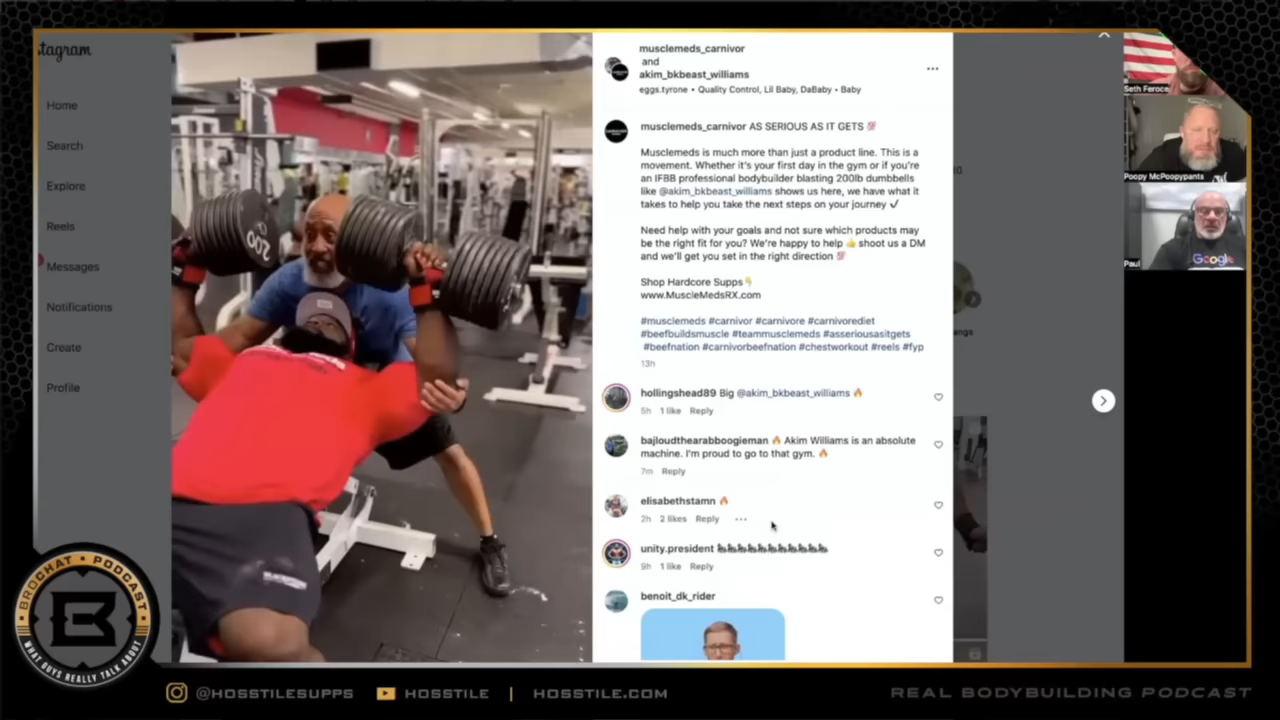 tagram
Home
Search
Explore
Reels
Messages
Notifications
Create
Profile
200
musclemeds_carnivor
and
akim_bkbeast_williams
eggs.tyrone • Quality Control, Lil Baby, DaBaby • Baby
musclemeds_carnivor AS SERIOUS AS IT GETS 💯
Musclemeds is much more than just a product line. This is a
movement. Whether it's your first day in the gym or if you're
an IFBB professional bodybuilder blasting 200lb dumbbells
like @akim_bkbeast_williams shows us here, we have what it
takes to help you take the next steps on your journey ✓
Need help with your goals and not sure which products may
be the right fit for you? We're happy to help 👍 shoot us a DM
and we'll get you set in the right direction 💯
Shop Hardcore Supps👇
www.MuscleMedsRX.com
#musclemeds #carnivor #carnivore #carnivorediet
#beefbuildsmuscle #teammusclemeds #asseriousasitgets
#beefnation #carnivorbeefnation #chestworkout #reels #fyp
13h
hollingshead89 Big @akim_bkbeast_williams 🔥
5h 1 like Reply
bajloudthearabboogieman 🔥 Akim Williams is an absolute
machine. I'm proud to go to that gym. 🔥
7m Reply
elisabethstamn 🔥
2h 2 likes Reply ...
unity.president 🦍🦍🦍🦍🦍🦍🦍🦍🦍🦍🦍
9h 1 like Reply
benoit_dk_rider
angs
Seth Feroce
Poopy McPoopypants
Google
Paul
BROCHAT • PODCAST
WHAT GUYS REALLY TALK ABOUT
@HOSSTILESUPPS
HOSSTILE | HOSSTILE.COM
REAL BODYBUILDING PODCAST